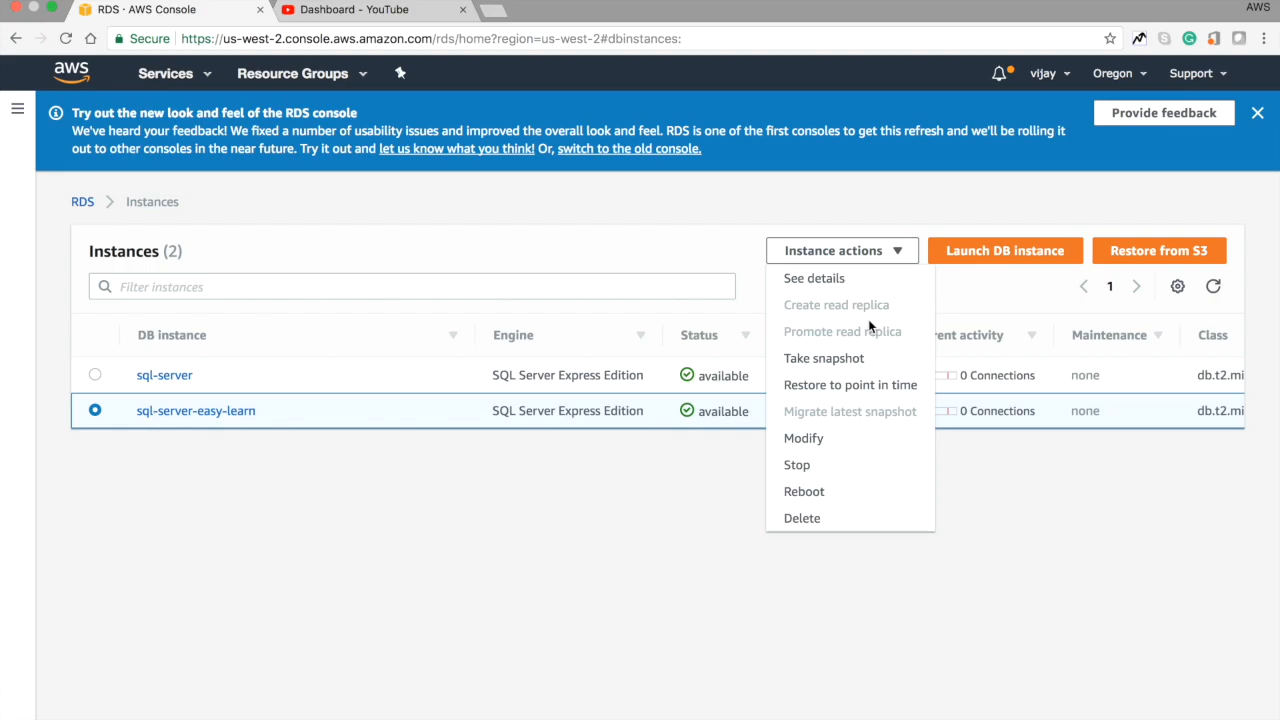 RDS · AWS Console
Dashboard - YouTube
AWS
Secure
https://us-west-2.console.aws.amazon.com/rds/home?region=us-west-2#dbinstances:
aws
Services
Resource Groups
vijay
Oregon
Support
Try out the new look and feel of the RDS console
We've heard your feedback! We fixed a number of usability issues and improved the overall look and feel. RDS is one of the first consoles to get this refresh and we'll be rolling it
out to other consoles in the near future. Try it out and let us know what you think! Or, switch to the old console.
Provide feedback
RDS
Instances
Instances (2)
Instance actions
Launch DB instance
Restore from S3
Filter instances
1
See details
Create read replica
Promote read replica
Take snapshot
Restore to point in time
Migrate latest snapshot
Modify
Stop
Reboot
Delete
DB instance
Engine
Status
rent activity
Maintenance
Class
sql-server
SQL Server Express Edition
available
0 Connections
none
db.t2.mi
sql-server-easy-learn
SQL Server Express Edition
available
0 Connections
none
db.t2.mi